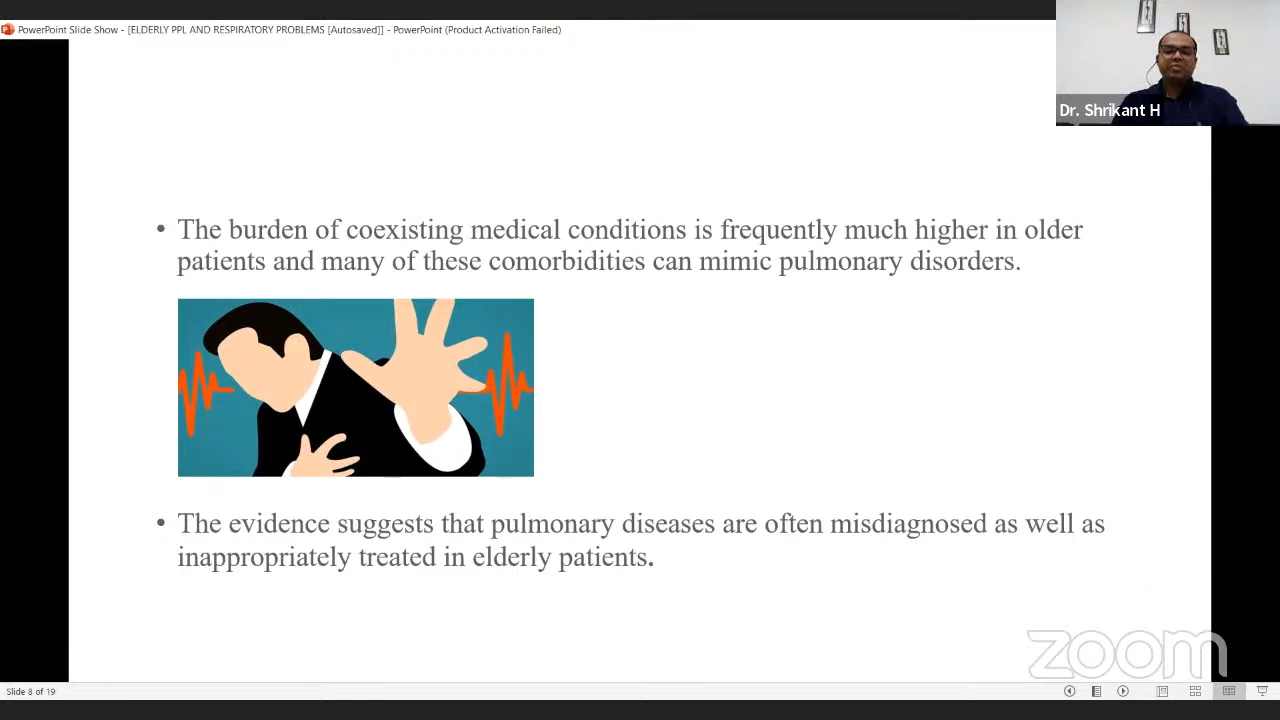 PowerPoint Slide Show - [ELDERLY PPL AND RESPIRATORY PROBLEMS [Autosaved]] - PowerPoint (Product Activation Failed)
Dr. Shrikant H
• The burden of coexisting medical conditions is frequently much higher in older
patients and many of these comorbidities can mimic pulmonary disorders.
• The evidence suggests that pulmonary diseases are often misdiagnosed as well as
inappropriately treated in elderly patients.
zoom
Slide 8 of 19